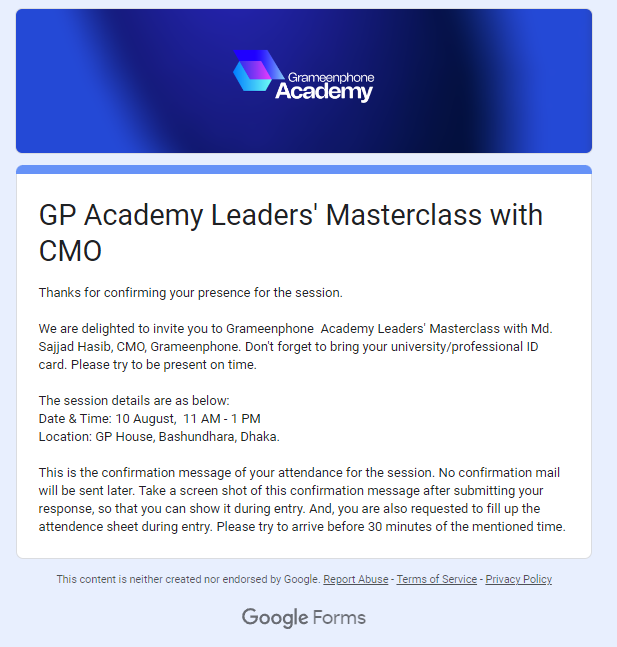 Grameenphone
Academy
GP Academy Leaders' Masterclass with
CMO
Thanks for confirming your presence for the session.
We are delighted to invite you to Grameenphone  Academy Leaders' Masterclass with Md.
Sajjad Hasib, CMO, Grameenphone. Don't forget to bring your university/professional ID
card. Please try to be present on time.
The session details are as below:
Date & Time: 10 August,  11 AM - 1 PM
Location: GP House, Bashundhara, Dhaka.
This is the confirmation message of your attendance for the session. No confirmation mail
will be sent later. Take a screen shot of this confirmation message after submitting your
response, so that you can show it during entry. And, you are also requested to fill up the
attendence sheet during entry. Please try to arrive before 30 minutes of the mentioned time.
This content is neither created nor endorsed by Google. Report Abuse - Terms of Service - Privacy Policy
Google Forms